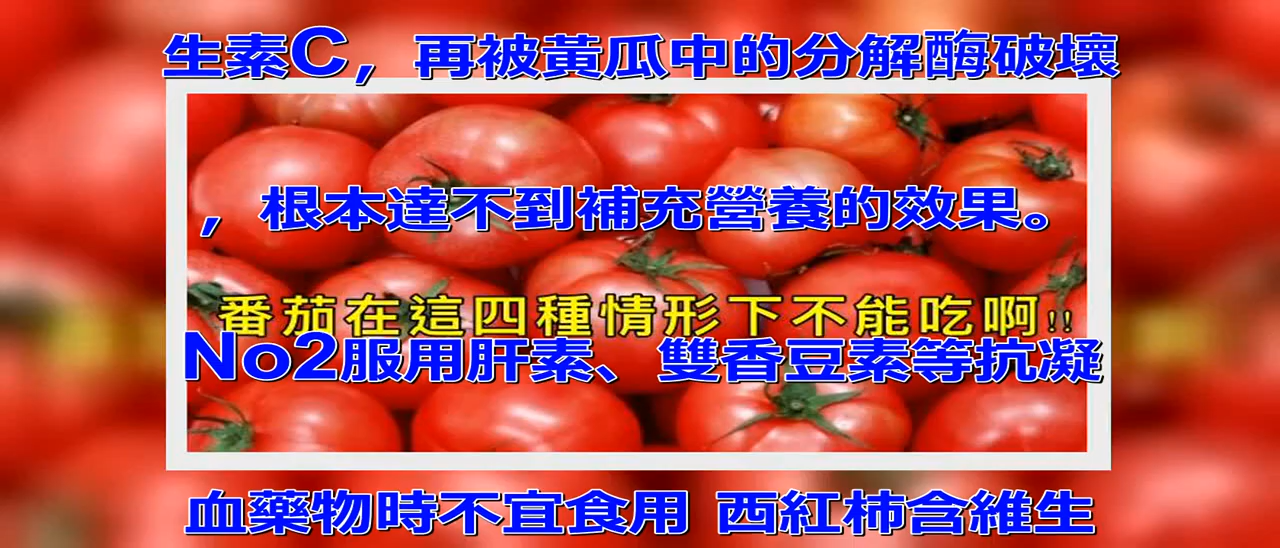 生素C，再被黃瓜中的分解酶破壞
，根本達不到補充營養的效果。
番茄在這四種情形下不能吃啊!!
No2服用肝素、雙香豆素等抗凝
血藥物時不宜食用 西紅柿含維生